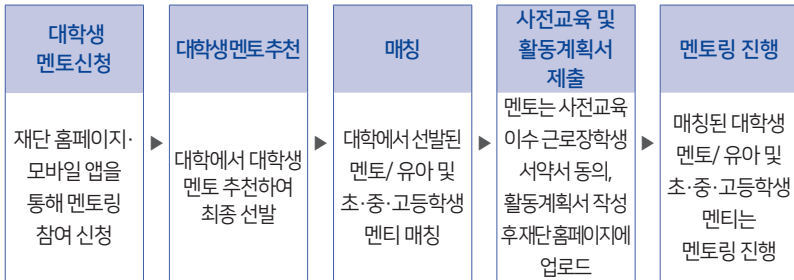 대학생
멘토신청
재단 홈페이지·
모바일 앱을
통해 멘토링
참여 신청
대학생 멘토 추천
대학에서 대학생
멘토 추천하여
최종 선발
매칭
대학에서 선발된
멘토/ 유아 및
초·중·고등학생
멘티 매칭
사전교육 및
활동계획서
제출
멘토는 사전교육
이수 근로장학생
서약서 동의,
활동계획서 작성
후 재단 홈페이지에
업로드
멘토링 진행
매칭된 대학생
멘토/ 유아 및
초·중·고등학생
멘티는
멘토링 진행